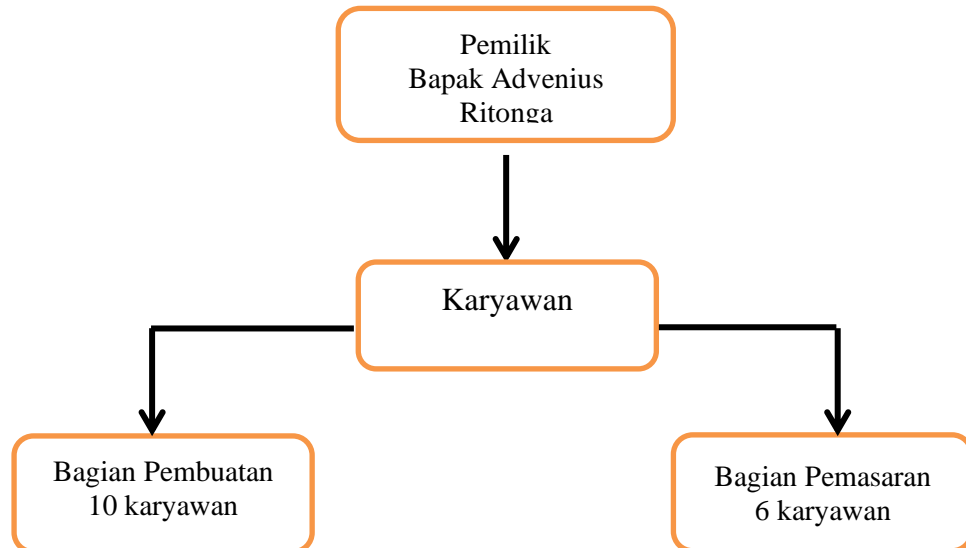 Pemilik
Bapak Advenius
Ritonga
Karyawan
Bagian Pembuatan
10 karyawan
Bagian Pemasaran
6 karyawan